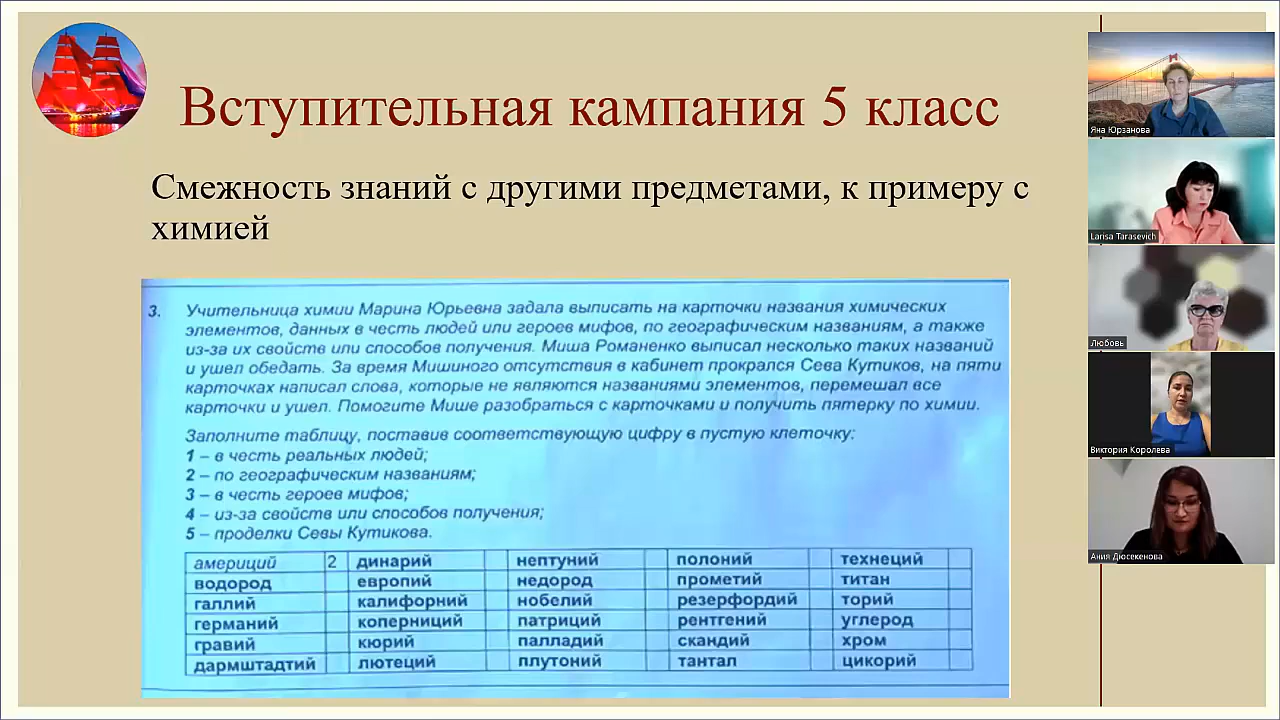 Вступительная кампания 5 класс
Смежность знаний с другими предметами, к примеру с
химией
3. Учительница химии Марина Юрьевна задала выписать на карточки названия химических
элементов, данных в честь людей или героев мифов, по географическим названиям, а также
из-за их свойств или способов получения. Миша Романенко выписал несколько таких названий
и ушел обедать. За время Мишиного отсутствия в кабинет прокрался Сева Кутиков, на пяти
карточках написал слова, которые не являются названиями элементов, перемешал все
карточки и ушел. Помогите Мише разобраться с карточками и получить пятерку по химии.
Заполните таблицу, поставив соответствующую цифру в пустую клеточку:
1 – в честь реальных людей;
2 – по географическим названиям;
3 – в честь героев мифов;
4 – из-за свойств или способов получения;
5 – проделки Севы Кутикова.
америций 2 динарий нептуний полоний технеций
водород европий недород прометий титан
галлий калифорний нобелий резерфордий торий
германий коперниций патриций рентгений углерод
гравий кюрий палладий скандий хром
дармштадтий лютеций плутоний тантал цикорий
Яна Юрзанова
Larisa Tarasevich
Любовь
Виктория Королева
Ания Дюсекенова